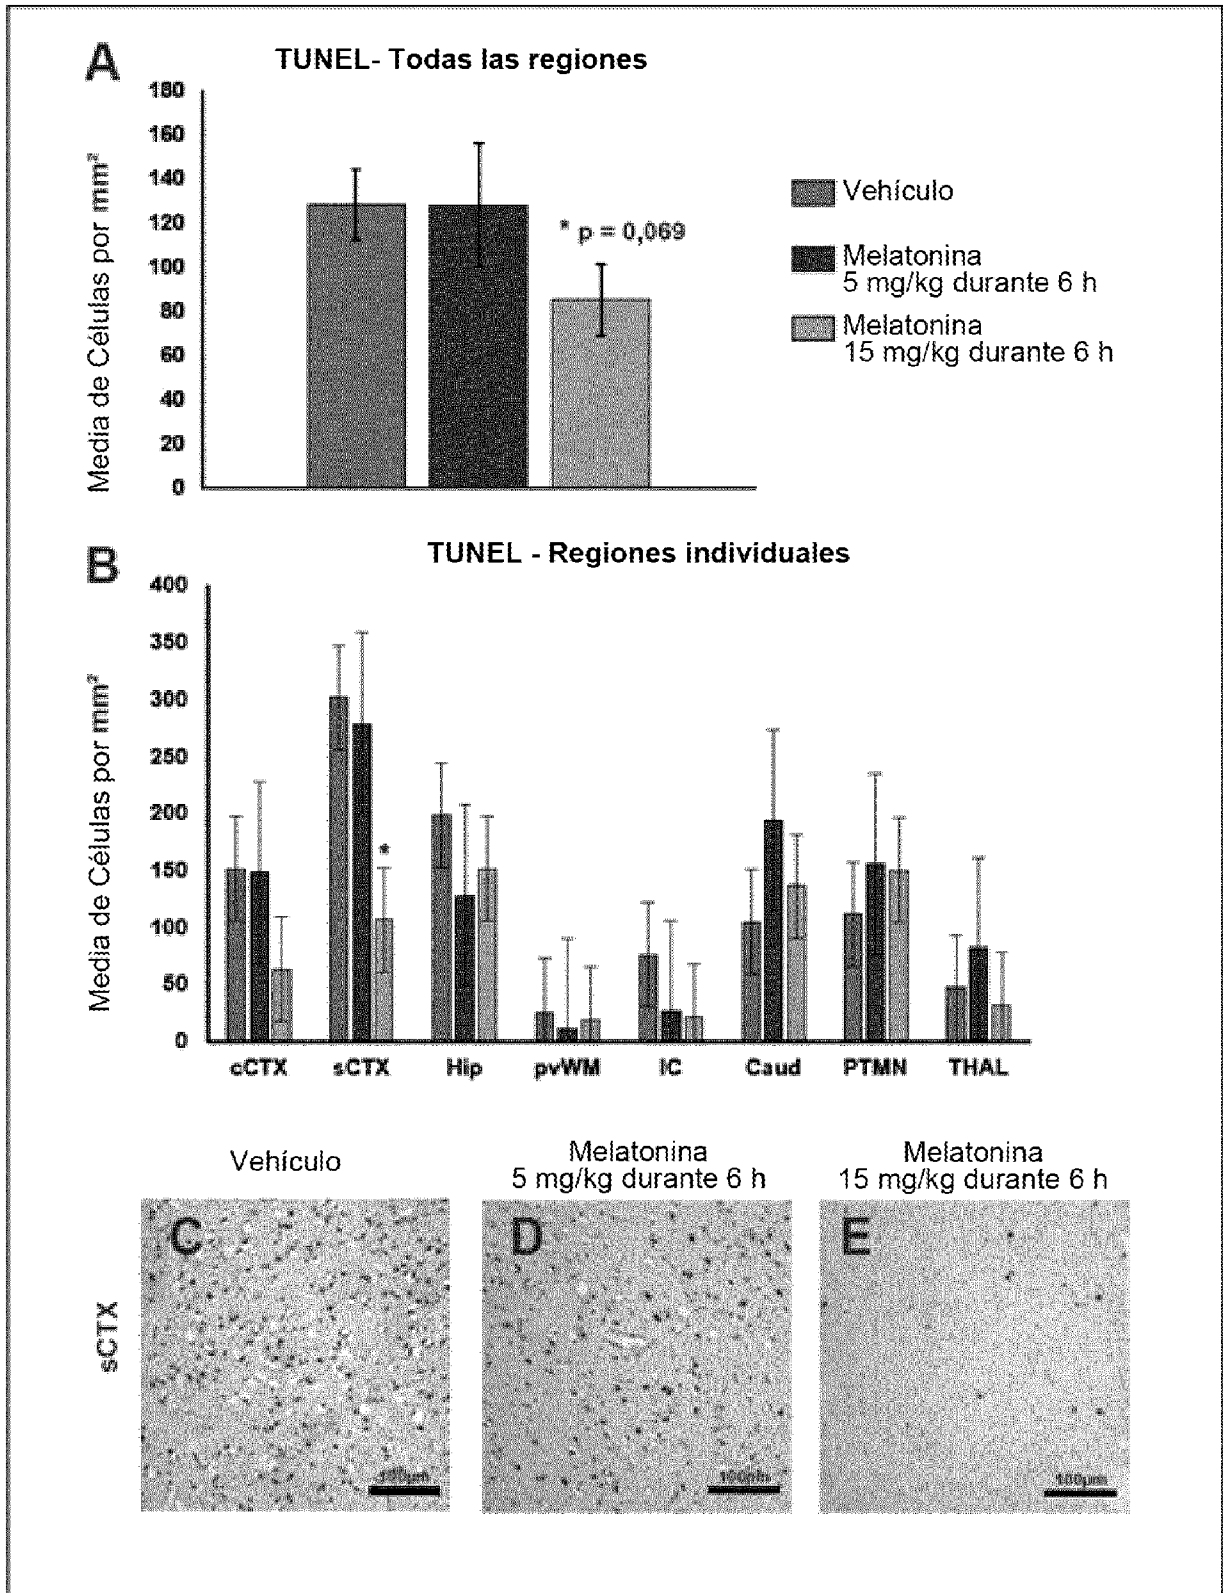 A
TUNEL- Todas las regiones
Media de Células por mm²
180
160
140
120
100
80
60
40
20
0
* p = 0,069
Vehículo
Melatonina
5 mg/kg durante 6 h
Melatonina
15 mg/kg durante 6 h
B
TUNEL - Regiones individuales
Media de Células por mm²
400
350
300
250
200
150
100
50
0
*
cCTX sCTX Hip pvWM IC Caud PTMN THAL
Vehículo
Melatonina
5 mg/kg durante 6 h
Melatonina
15 mg/kg durante 6 h
sCTX
C
100µm
D
100µm
E
100µm